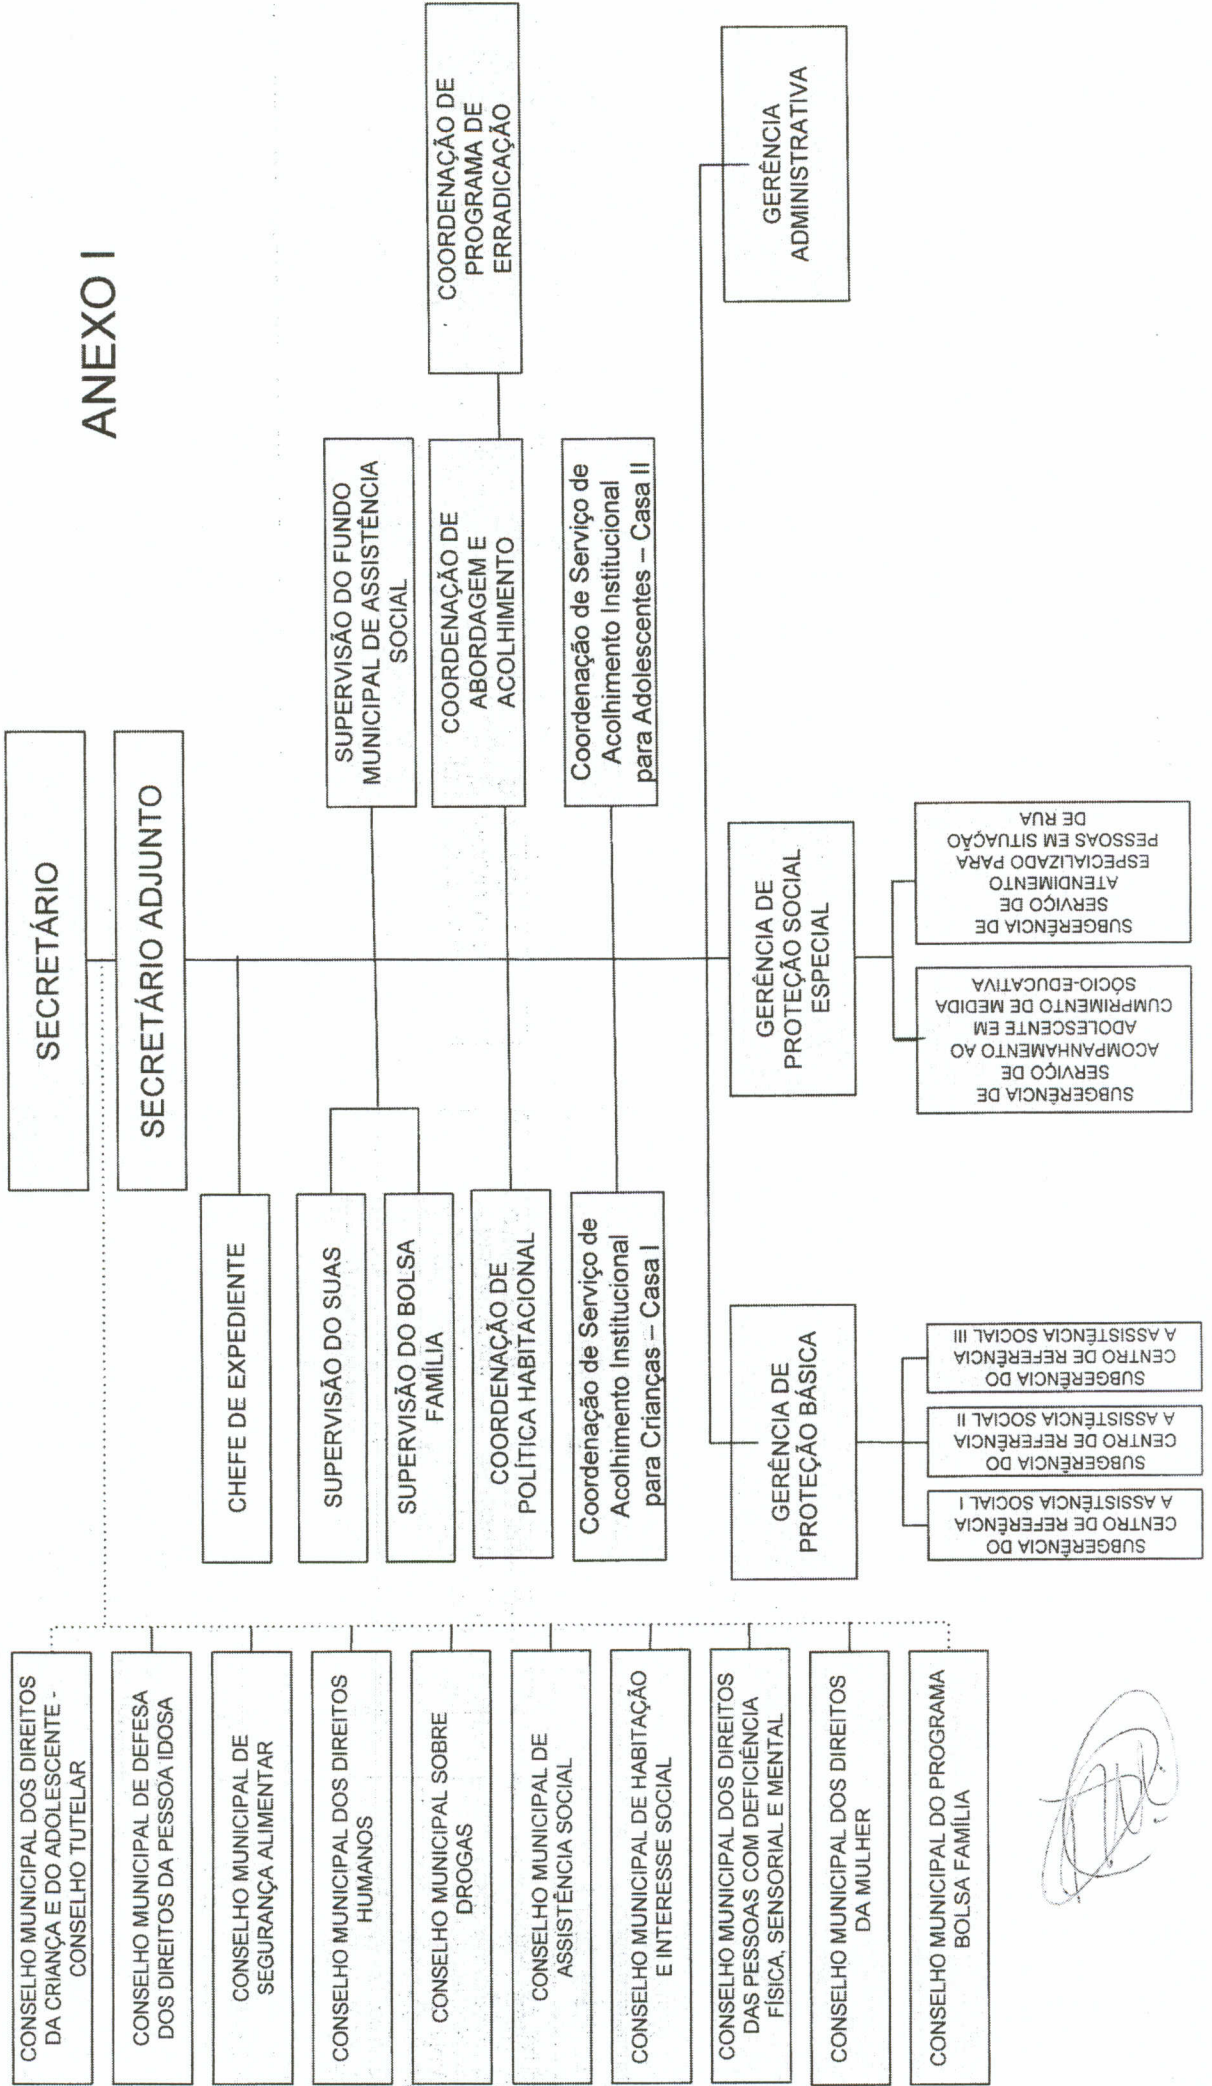 ANEXO I
SECRETÁRIO
SECRETÁRIO ADJUNTO
CONSELHO MUNICIPAL DOS DIREITOS
DA CRIANÇA E DO ADOLESCENTE -
CONSELHO TUTELAR
CONSELHO MUNICIPAL DE DEFESA
DOS DIREITOS DA PESSOA IDOSA
CONSELHO MUNICIPAL DE
SEGURANÇA ALIMENTAR
CONSELHO MUNICIPAL DOS DIREITOS
HUMANOS
CONSELHO MUNICIPAL SOBRE
DROGAS
CONSELHO MUNICIPAL DE
ASSISTÊNCIA SOCIAL
CONSELHO MUNICIPAL DE HABITAÇÃO
E INTERESSE SOCIAL
CONSELHO MUNICIPAL DOS DIREITOS
DAS PESSOAS COM DEFICIÊNCIA
FÍSICA, SENSORIAL E MENTAL
CONSELHO MUNICIPAL DOS DIREITOS
DA MULHER
CONSELHO MUNICIPAL DO PROGRAMA
BOLSA FAMÍLIA
CHEFE DE EXPEDIENTE
SUPERVISÃO DO SUAS
SUPERVISÃO DO BOLSA
FAMÍLIA
COORDENAÇÃO DE
POLÍTICA HABITACIONAL
Coordenação de Serviço de
Acolhimento Institucional
para Crianças – Casa I
SUPERVISÃO DO FUNDO
MUNICIPAL DE ASSISTÊNCIA
SOCIAL
COORDENAÇÃO DE
ABORDAGEM E
ACOLHIMENTO
COORDENAÇÃO DE
PROGRAMA DE
ERRADICAÇÃO
Coordenação de Serviço de
Acolhimento Institucional
para Adolescentes – Casa II
GERÊNCIA DE
PROTEÇÃO BÁSICA
GERÊNCIA DE
PROTEÇÃO SOCIAL
ESPECIAL
GERÊNCIA
ADMINISTRATIVA
SUBGERÊNCIA DO
CENTRO DE REFERÊNCIA
A ASSISTÊNCIA SOCIAL I
SUBGERÊNCIA DO
CENTRO DE REFERÊNCIA
A ASSISTÊNCIA SOCIAL II
SUBGERÊNCIA DO
CENTRO DE REFERÊNCIA
A ASSISTÊNCIA SOCIAL III
SUBGERÊNCIA DE
SERVIÇO DE
ACOMPANHAMENTO AO
ADOLESCENTE EM
CUMPRIMENTO DE MEDIDA
SÓCIO-EDUCATIVA
SUBGERÊNCIA DE
SERVIÇO DE
ATENDIMENTO
ESPECIALIZADO PARA
PESSOAS EM SITUAÇÃO
DE RUA